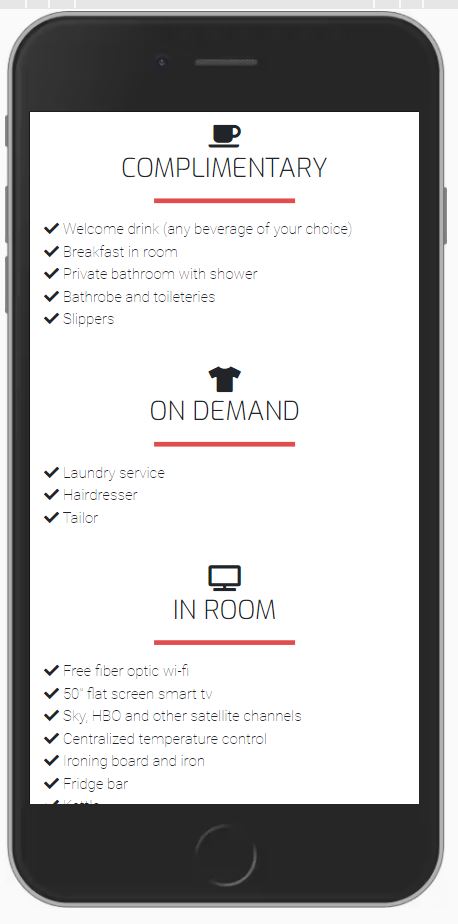 COMPLIMENTARY
Welcome drink (any beverage of your choice)
Breakfast in room
Private bathroom with shower
Bathrobe and toileteries
Slippers
ON DEMAND
Laundry service
Hairdresser
Tailor
IN ROOM
Free fiber optic wi-fi
50" flat screen smart tv
Sky, HBO and other satellite channels
Centralized temperature control
Ironing board and iron
Fridge bar